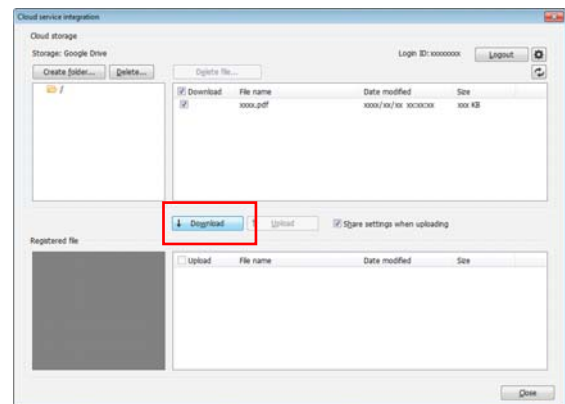 Cloud service integration
Cloud storage
Storage: Google Drive
Login ID: xxxxxxxx
Logout
Create folder...
Delete...
Delete file...
/
Download File name Date modified Size
xxxx.pdf xxxx/xx/xx xx:xx:xx xxx KB
Download
Upload
Share settings when uploading
Registered file
Upload File name Date modified Size
Close